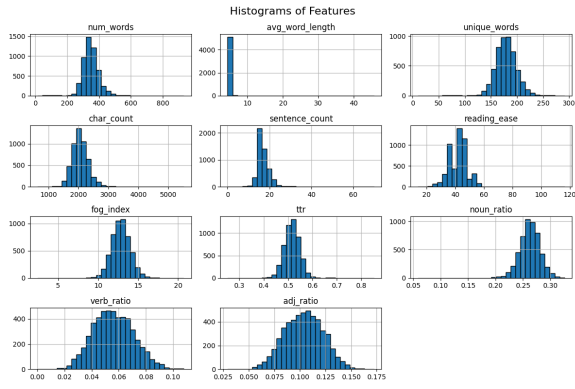 Histograms of Features
num_words avg_word_length unique_words
1500
1000
500
0
0 200 400 600 800
4000
2000
0
10 20 30 40
1500
1000
500
0
0 50 100 150 200 250 300
char_count sentence_count reading_ease
1000
500
0
1000 2000 3000 4000 5000
2000
1000
0
0 20 40 60
1000
500
0
20 40 60 80 100 120
fog_index ttr noun_ratio
1000
500
0
5 10 15 20
1000
500
0
0.3 0.4 0.5 0.6 0.7 0.8
1000
500
0
0.05 0.10 0.15 0.20 0.25 0.30
verb_ratio adj_ratio
400
200
0
0.00 0.02 0.04 0.06 0.08 0.10
400
200
0
0.025 0.050 0.075 0.100 0.125 0.150 0.175